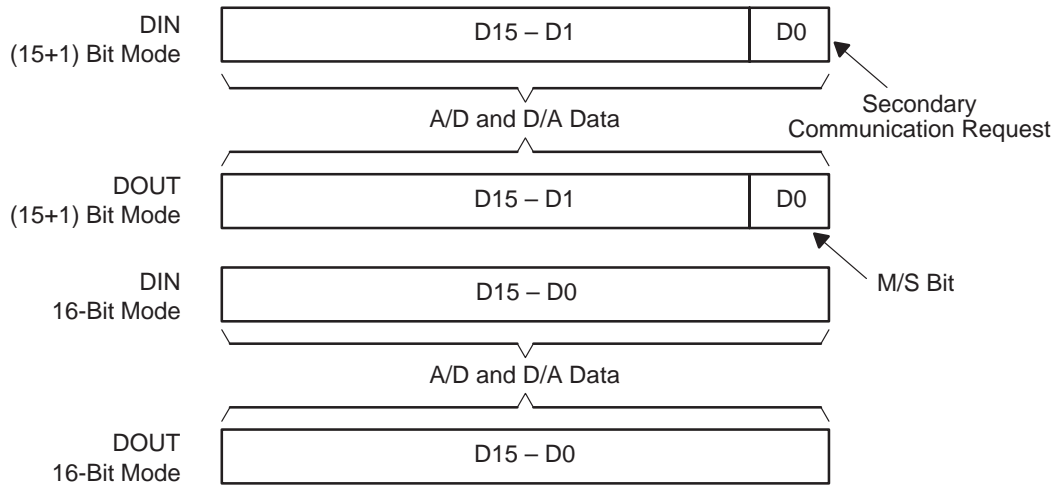 DIN
(15+1) Bit Mode
D15 – D1
D0
Secondary
Communication Request
A/D and D/A Data
DOUT
(15+1) Bit Mode
D15 – D1
D0
M/S Bit
DIN
16-Bit Mode
D15 – D0
A/D and D/A Data
DOUT
16-Bit Mode
D15 – D0